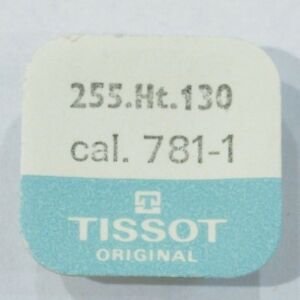 255.Ht.130
cal. 781-1
T
TISSOT
ORIGINAL